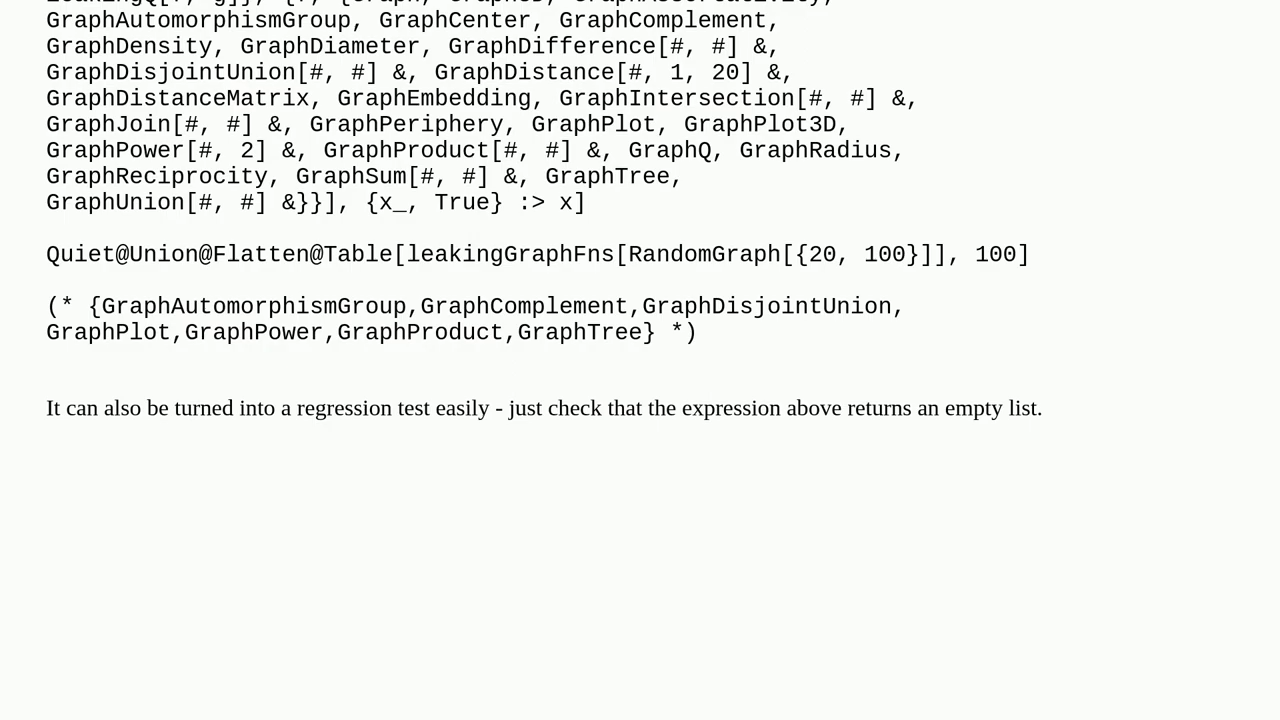 GraphAutomorphismGroup, GraphCenter, GraphComplement,
GraphDensity, GraphDiameter, GraphDifference[#, #] &,
GraphDisjointUnion[#, #] &, GraphDistance[#, 1, 20] &,
GraphDistanceMatrix, GraphEmbedding, GraphIntersection[#, #] &,
GraphJoin[#, #] &, GraphPeriphery, GraphPlot, GraphPlot3D,
GraphPower[#, 2] &, GraphProduct[#, #] &, GraphQ, GraphRadius,
GraphReciprocity, GraphSum[#, #] &, GraphTree,
GraphUnion[#, #] &}}], {x_, True} :> x]
Quiet@Union@Flatten@Table[leakingGraphFns[RandomGraph[{20, 100}]], 100]
(* {GraphAutomorphismGroup,GraphComplement,GraphDisjointUnion,
GraphPlot,GraphPower,GraphProduct,GraphTree} *)
It can also be turned into a regression test easily - just check that the expression above returns an empty list.